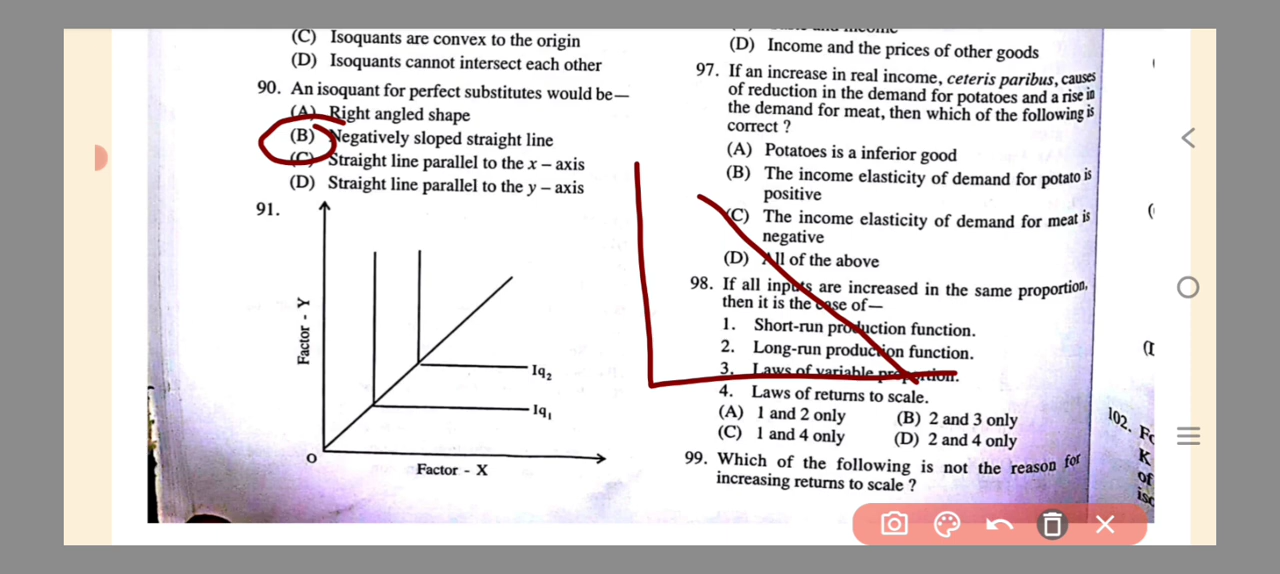 (C) Isoquants are convex to the origin
(D) Isoquants cannot intersect each other
90. An isoquant for perfect substitutes would be—
(A) Right angled shape
(B) Negatively sloped straight line
(C) Straight line parallel to the x – axis
(D) Straight line parallel to the y – axis
91.
Factor - Y
Iq2
Iq1
O
Factor - X
income
(D) Income and the prices of other goods
97. If an increase in real income, ceteris paribus, causes
of reduction in the demand for potatoes and a rise in
the demand for meat, then which of the following is
correct ?
(A) Potatoes is a inferior good
(B) The income elasticity of demand for potato is
positive
(C) The income elasticity of demand for meat is
negative
(D) All of the above
98. If all inputs are increased in the same proportion,
then it is the case of—
1. Short-run production function.
2. Long-run production function.
3. Laws of variable proportion.
4. Laws of returns to scale.
(A) 1 and 2 only (B) 2 and 3 only
(C) 1 and 4 only (D) 2 and 4 only
99. Which of the following is not the reason for
increasing returns to scale ?
102.
K
of